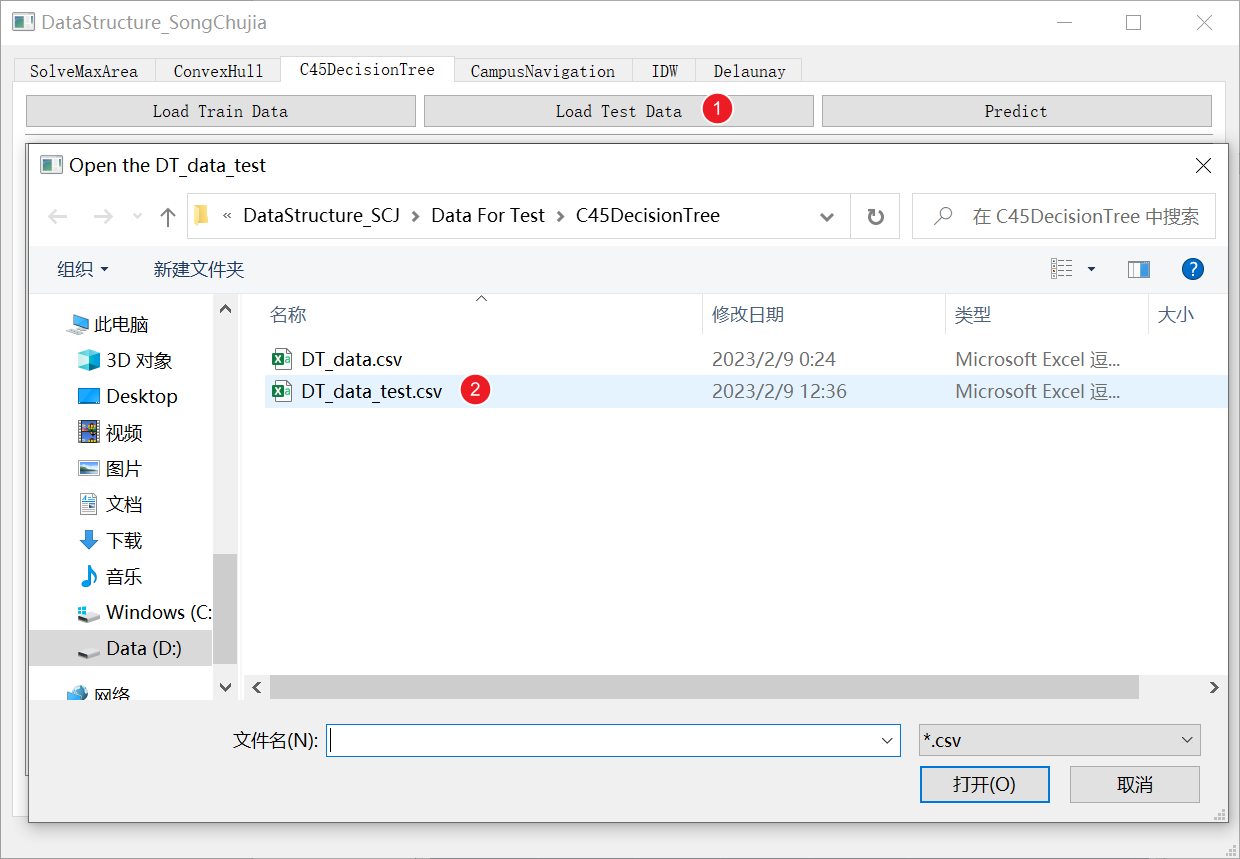 DataStructure_SongChujia
SolveMaxArea ConvexHull C45DecisionTree CampusNavigation IDW Delaunay
Load Train Data Load Test Data 1 Predict
Open the DT_data_test
« DataStructure_SCJ > Data For Test > C45DecisionTree 在 C45DecisionTree 中搜索
组织 新建文件夹 ?
名称 修改日期 类型 大小
此电脑
3D 对象
Desktop
视频
图片
文档
下载
音乐
Windows (C:
Data (D:)
网络
DT_data.csv 2023/2/9 0:24 Microsoft Excel 逗...
DT_data_test.csv 2 2023/2/9 12:36 Microsoft Excel 逗...
文件名(N): *.csv
打开(O) 取消